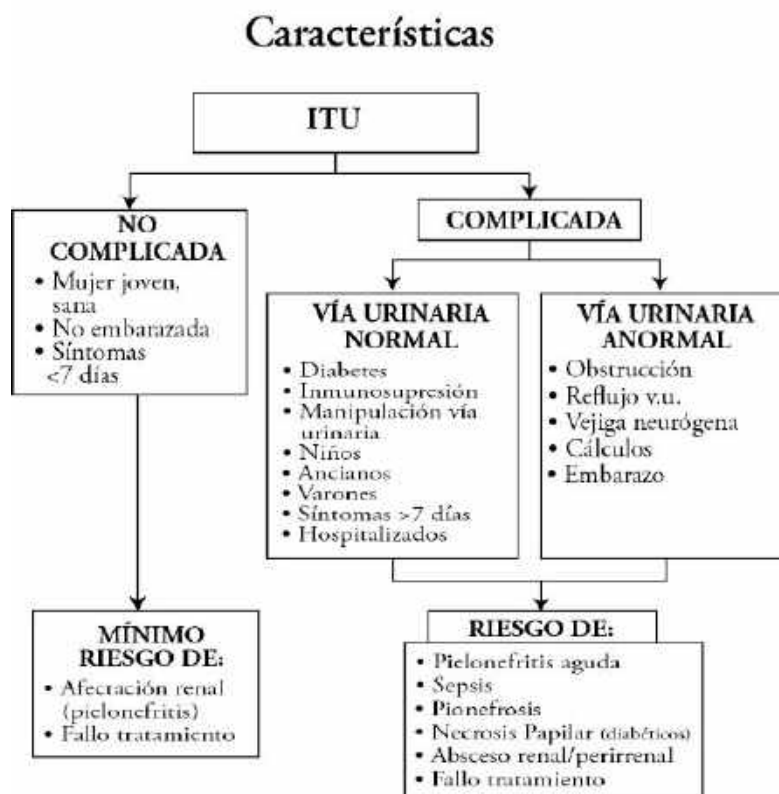 Características
ITU
NO
COMPLICADA
• Mujer joven,
sana
• No embarazada
• Síntomas
<7 días
COMPLICADA
VÍA URINARIA
NORMAL
• Diabetes
• Inmunosupresión
• Manipulación vía
urinaria
• Niños
• Ancianos
• Varones
• Síntomas >7 días
• Hospitalizados
VÍA URINARIA
ANORMAL
• Obstrucción
• Reflujo v.u.
• Vejiga neurógena
• Cálculos
• Embarazo
MÍNIMO
RIESGO DE:
• Afectación renal
(pielonefritis)
• Fallo tratamiento
RIESGO DE:
• Pielonefritis aguda
• Sepsis
• Pionefrosis
• Necrosis Papilar (diabéticos)
• Absceso renal/perirrenal
• Fallo tratamiento